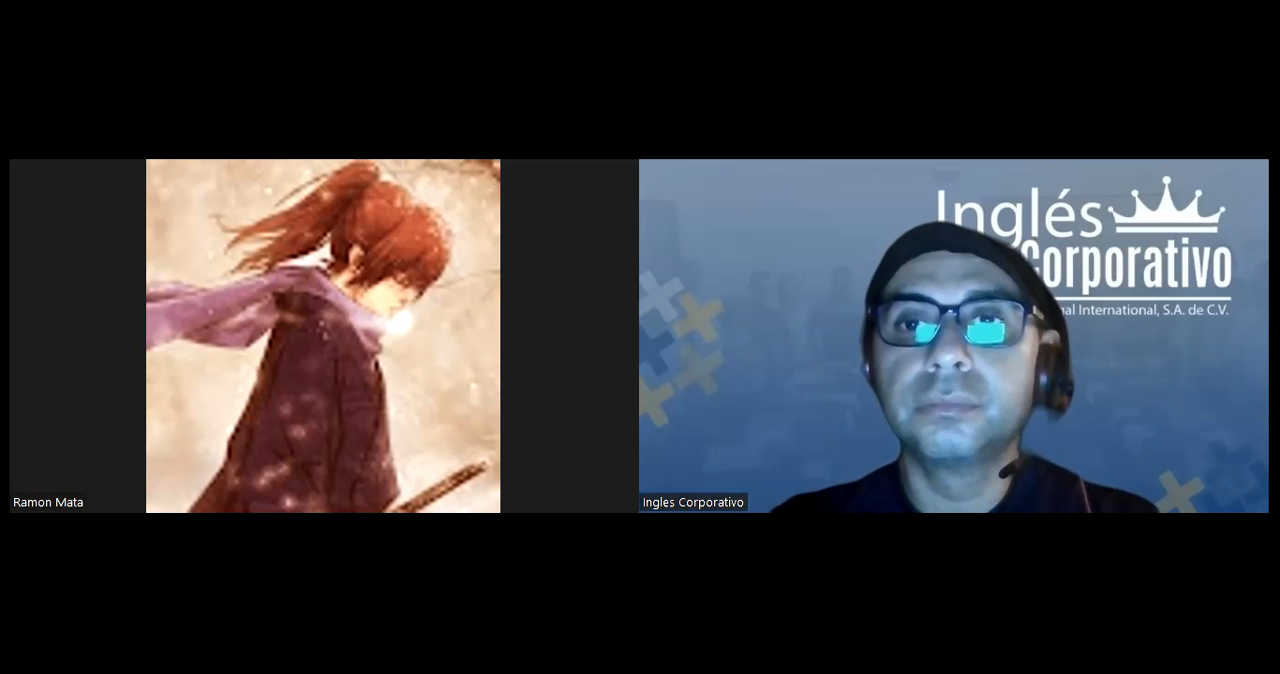 Inglés
Corporativo
nal International, S.A. de C.V.
Ramon Mata
Ingles Corporativo